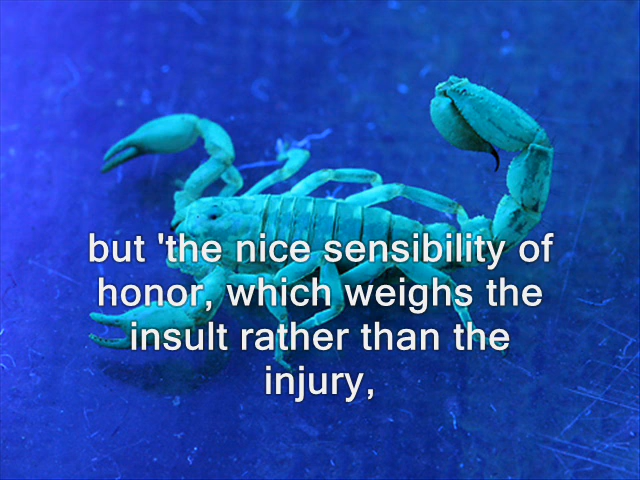 but 'the nice sensibility of
honor, which weighs the
insult rather than the
injury,